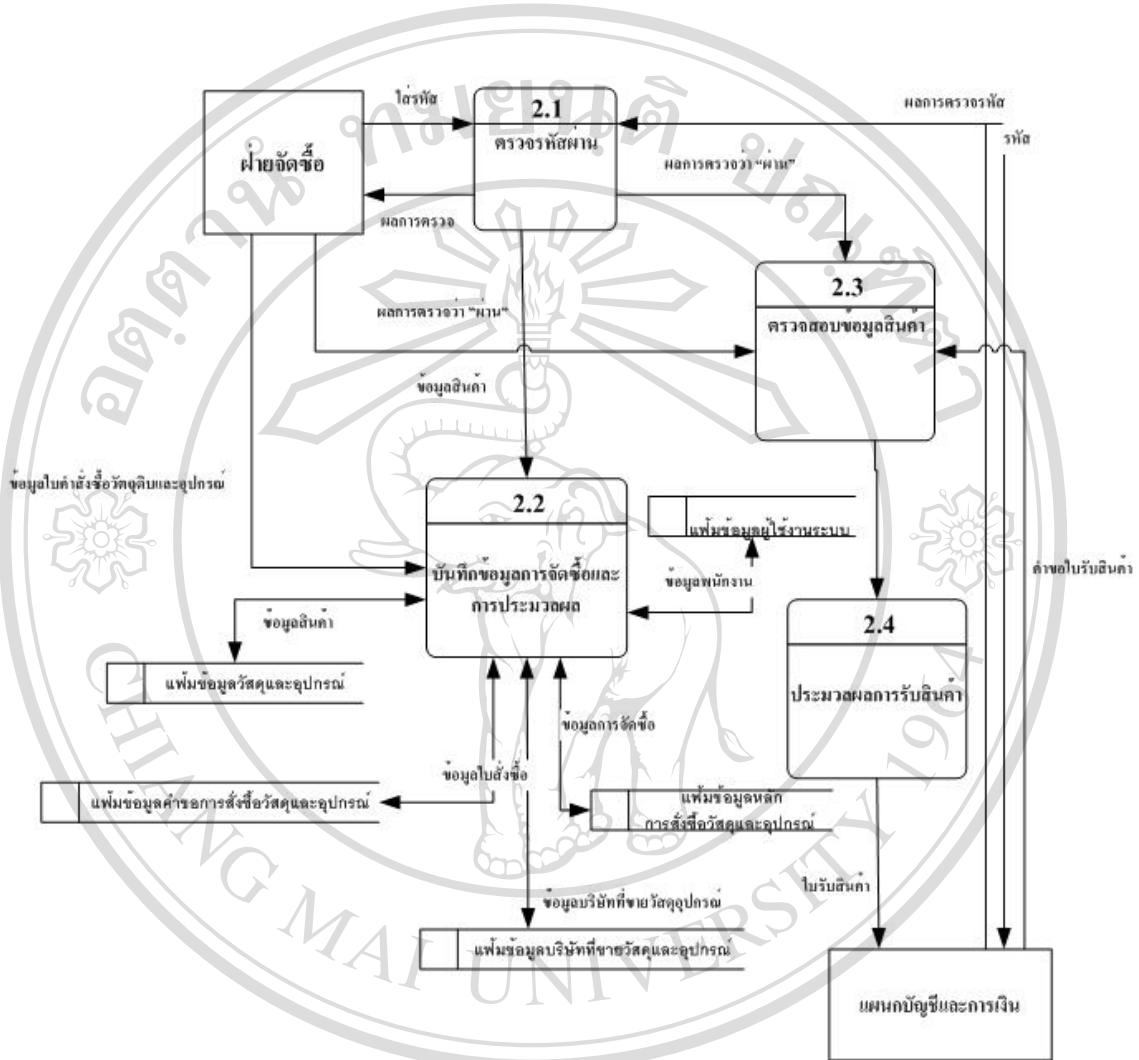 ใส่รหัส
2.1
ตรวจรหัสผ่าน
ผลการตรวจรหัส
รหัส
ฝ่ายจัดซื้อ
ผลการตรวจว่า “ผ่าน”
ผลการตรวจ
2.3
ตรวจสอบข้อมูลสินค้า
ผลการตรวจว่า “ผ่าน”
ข้อมูลสินค้า
ข้อมูลใบคำสั่งซื้อวัตถุดิบและอุปกรณ์
2.2
บันทึกข้อมูลการจัดซื้อและ
การประมวลผล
แฟ้มข้อมูลผู้ใช้งานระบบ
ข้อมูลพนักงาน
คำขอใบรับสินค้า
ข้อมูลสินค้า
แฟ้มข้อมูลวัสดุและอุปกรณ์
2.4
ประมวลผลการรับสินค้า
ข้อมูลการจัดซื้อ
ข้อมูลใบสั่งซื้อ
แฟ้มข้อมูลคำขอการสั่งซื้อวัสดุและอุปกรณ์
แฟ้มข้อมูลหลัก
การสั่งซื้อวัสดุและอุปกรณ์
ใบรับสินค้า
ข้อมูลบริษัทที่ขายวัสดุอุปกรณ์
แฟ้มข้อมูลบริษัทที่ขายวัสดุและอุปกรณ์
แผนกบัญชีและการเงิน
อตฺตานํ ทมยนฺติ ปณฺฑิตา
CHIANG MAI UNIVERSITY 1964